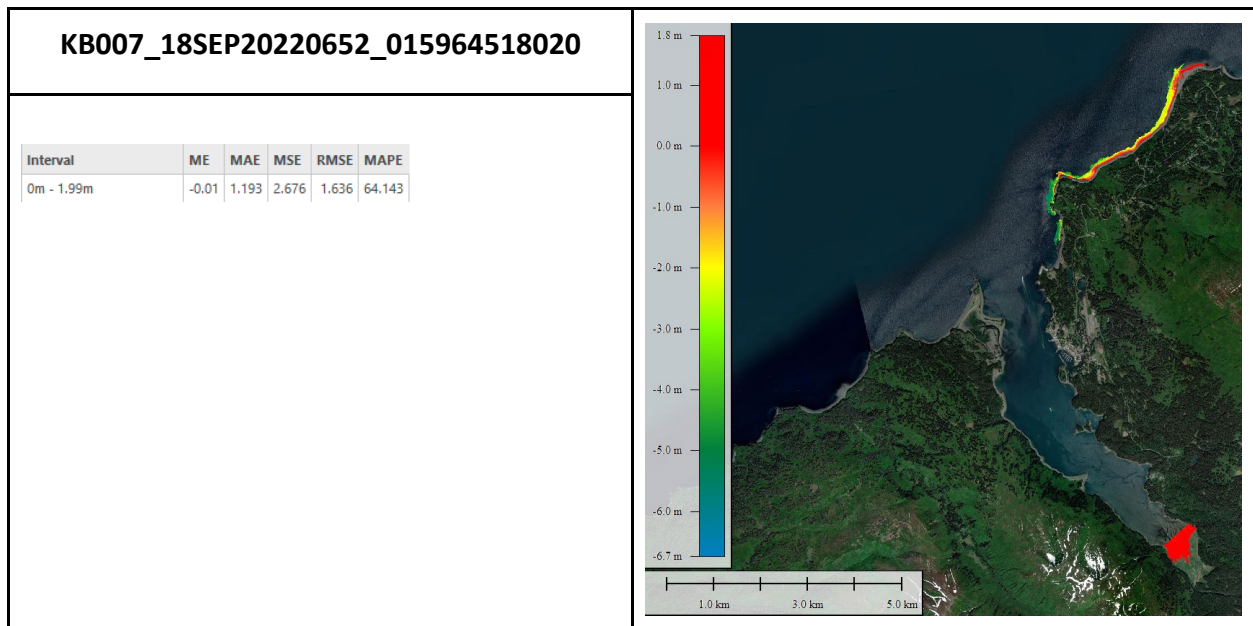 KB007_18SEP20220652_015964518020
Interval ME MAE MSE RMSE MAPE
0m - 1.99m -0.01 1.193 2.676 1.636 64.143
1.8 m
1.0 m
0.0 m
-1.0 m
-2.0 m
-3.0 m
-4.0 m
-5.0 m
-6.0 m
-6.7 m
1.0 km 3.0 km 5.0 km